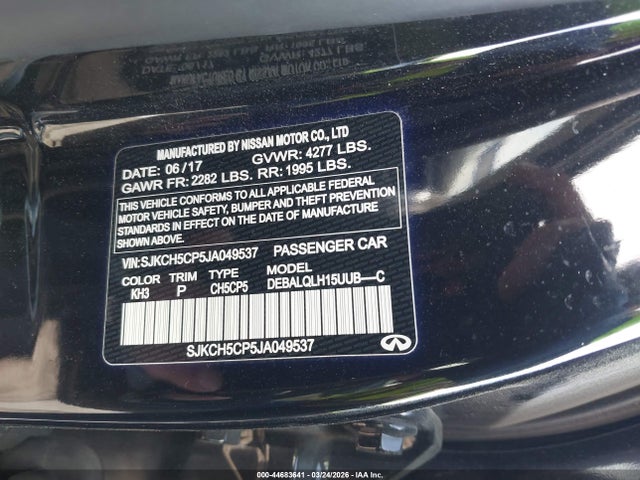 MANUFACTURED BY NISSAN MOTOR CO., LTD
DATE: 06/17 GVWR: 4277 LBS.
GAWR FR: 2282 LBS. RR: 1995 LBS.
THIS VEHICLE CONFORMS TO ALL APPLICABLE FEDERAL
MOTOR VEHICLE SAFETY, BUMPER AND THEFT PREVENTION
STANDARDS IN EFFECT ON THE DATE OF MANUFACTURE
SHOWN ABOVE.
VIN:SJKCH5CP5JA049537 PASSENGER CAR
COLOR TRIM TYPE MODEL
KH3 P CH5CP5 DEBALQLH15UUB—C
SJKCH5CP5JA049537
000-44683641 - 03/24/2026 - IAA Inc.